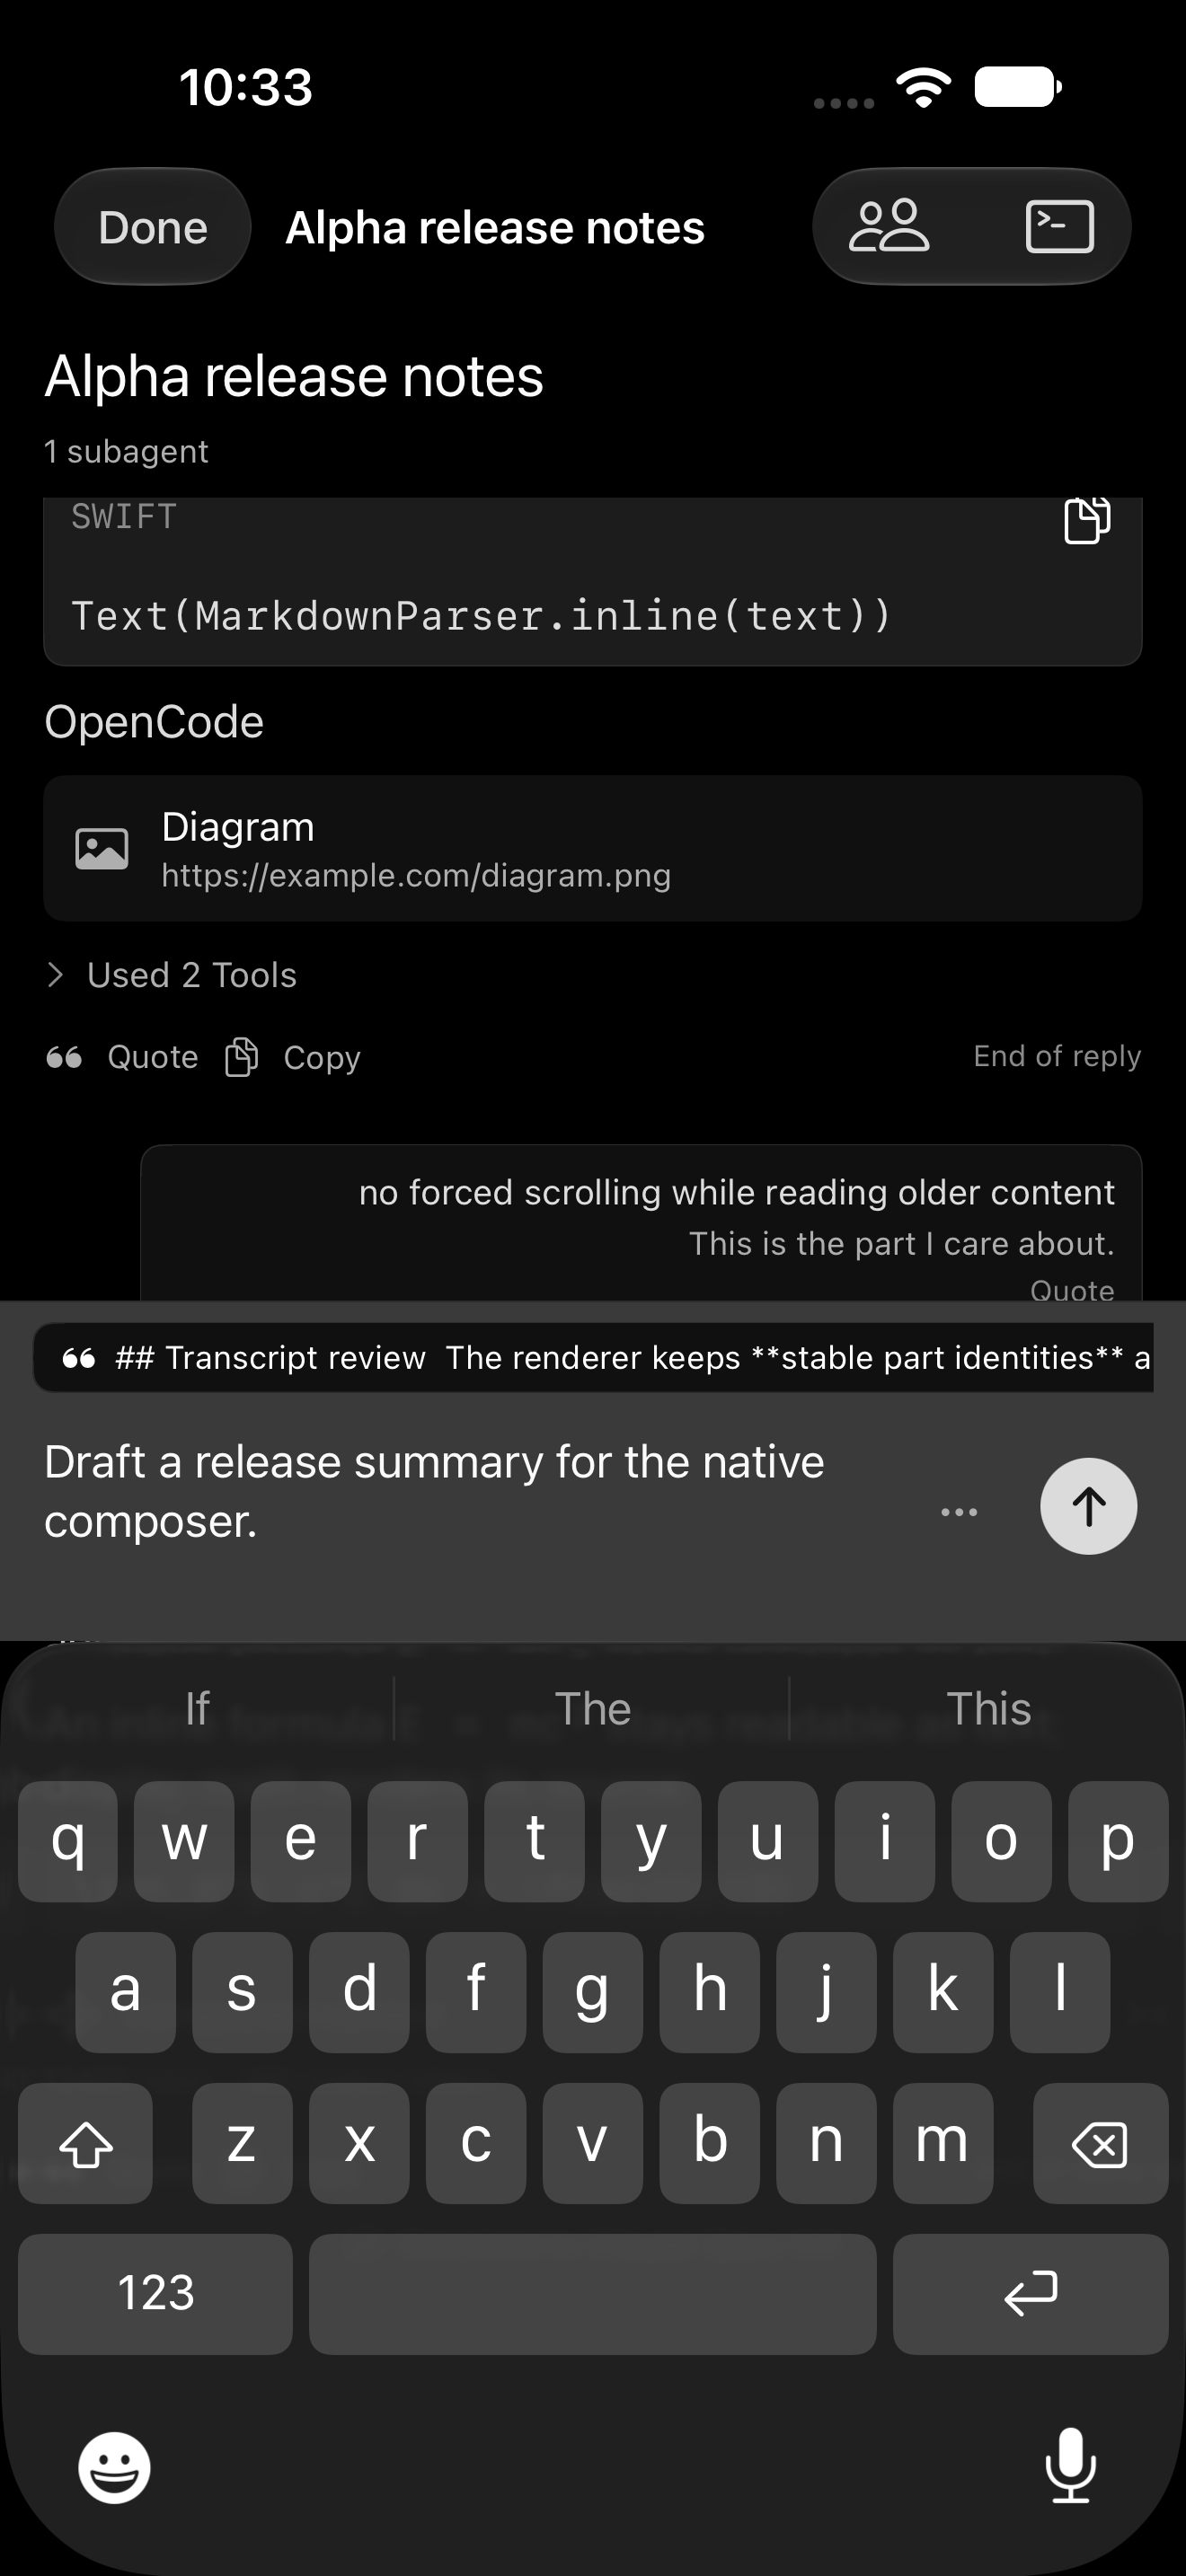 10:33
Done
Alpha release notes
Alpha release notes
1 subagent
SWIFT
Text(MarkdownParser.inline(text))
OpenCode
Diagram
https://example.com/diagram.png
Used 2 Tools
Quote Copy End of reply
no forced scrolling while reading older content
This is the part I care about.
Quote
## Transcript review  The renderer keeps **stable part identities** a
Draft a release summary for the native
composer.
If The This
q w e r t y u i o p
a s d f g h j k l
z x c v b n m
123